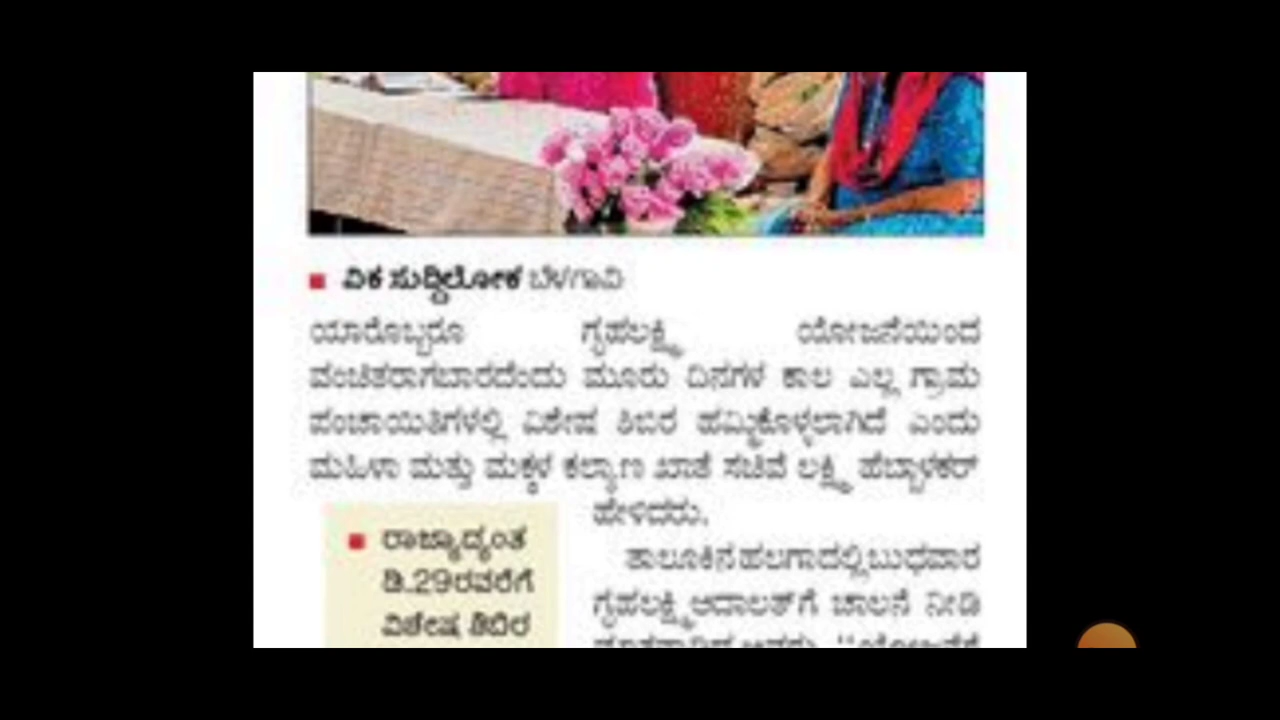 ವಿಕ ಸುದ್ದಿಲೋಕ ಬೆಳಗಾವಿ
ಯಾರೊಬ್ಬರೂ ಗೃಹಲಕ್ಷ್ಮಿ ಯೋಜನೆಯಿಂದ
ವಂಚಿತರಾಗಬಾರದೆಂದು ಮೂರು ದಿನಗಳ ಕಾಲ ಎಲ್ಲ ಗ್ರಾಮ
ಪಂಚಾಯಿತಿಗಳಲ್ಲಿ ವಿಶೇಷ ಶಿಬಿರ ಹಮ್ಮಿಕೊಳ್ಳಲಾಗಿದೆ ಎಂದು
ಮಹಿಳಾ ಮತ್ತು ಮಕ್ಕಳ ಕಲ್ಯಾಣ ಖಾತೆ ಸಚಿವೆ ಲಕ್ಷ್ಮಿ ಹೆಬ್ಬಾಳಕರ್
ಹೇಳಿದರು.
ರಾಜ್ಯಾದ್ಯಂತ
ಡಿ.29ರವರೆಗೆ
ವಿಶೇಷ ಶಿಬಿರ
ತಾಲೂಕಿನ ಹಲಗಾದಲ್ಲಿ ಬುಧವಾರ
ಗೃಹಲಕ್ಷ್ಮಿ ಅದಾಲತ್‌ಗೆ ಚಾಲನೆ ನೀಡಿ